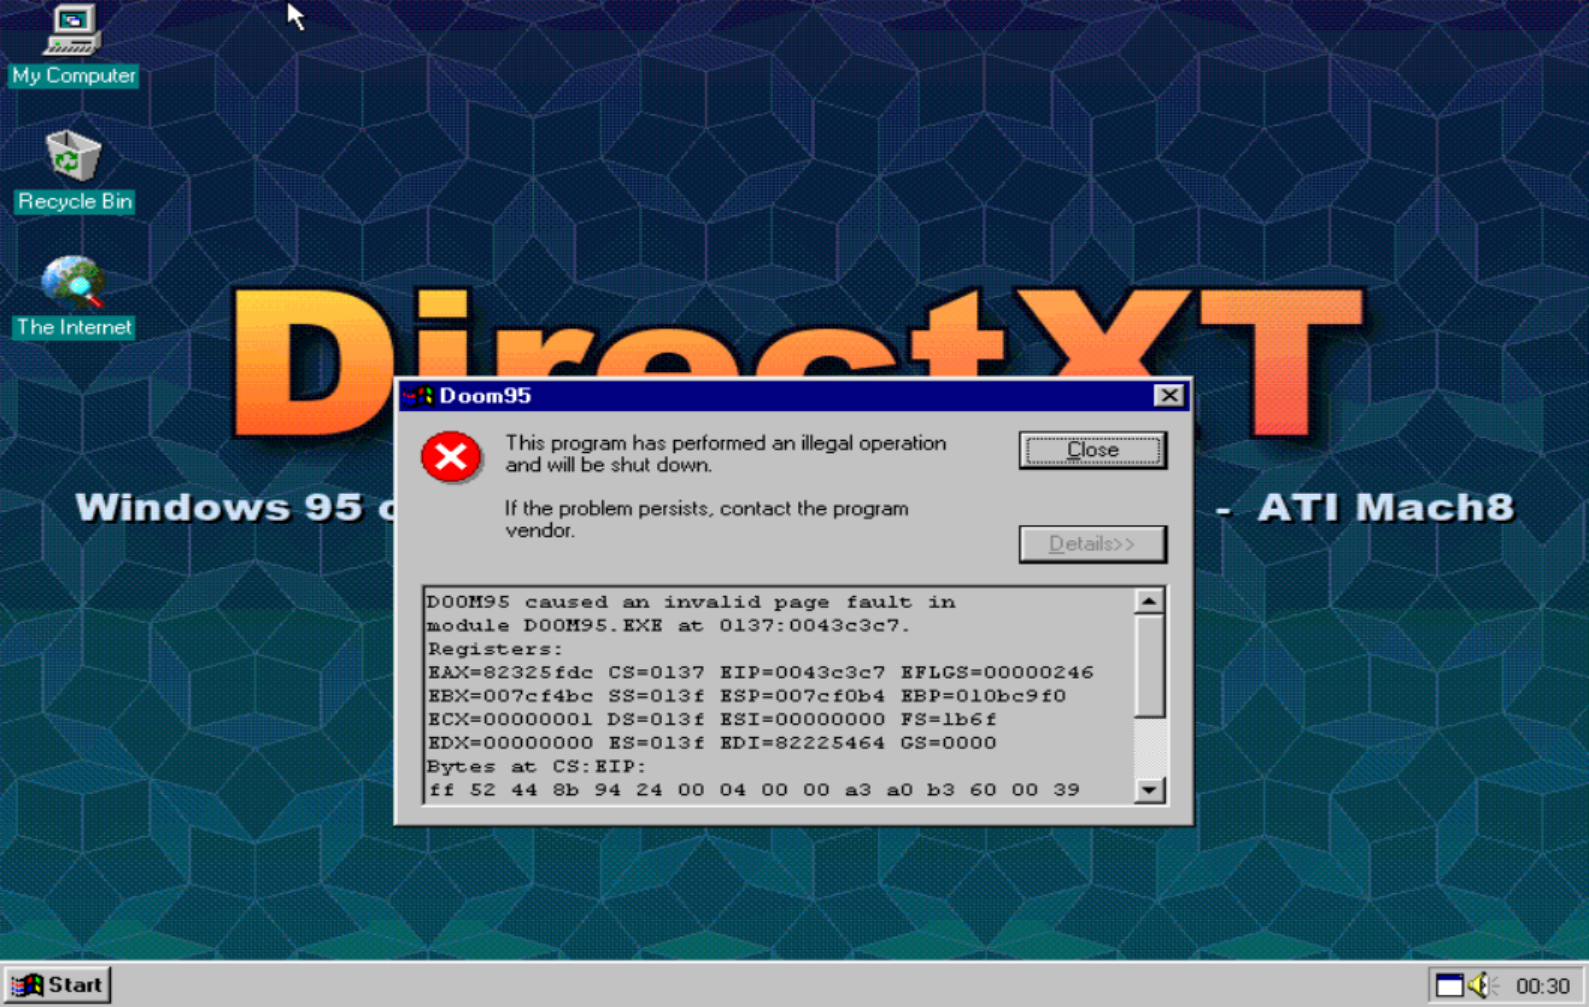 My Computer
Recycle Bin
The Internet
DirectXT
Windows 95
- ATI Mach8
Doom95
This program has performed an illegal operation
and will be shut down.
If the problem persists, contact the program
vendor.
Close
Details>>
DOOM95 caused an invalid page fault in
module DOOM95.EXE at 0137:0043c3c7.
Registers:
EAX=82325fdc CS=0137 EIP=0043c3c7 EFLGS=00000246
EBX=007cf4bc SS=013f ESP=007cf0b4 EBP=010bc9f0
ECX=00000001 DS=013f ESI=00000000 FS=1b6f
EDX=00000000 ES=013f EDI=82225464 GS=0000
Bytes at CS:EIP:
ff 52 44 8b 94 24 00 04 00 00 a3 a0 b3 60 00 39
Start
00:30